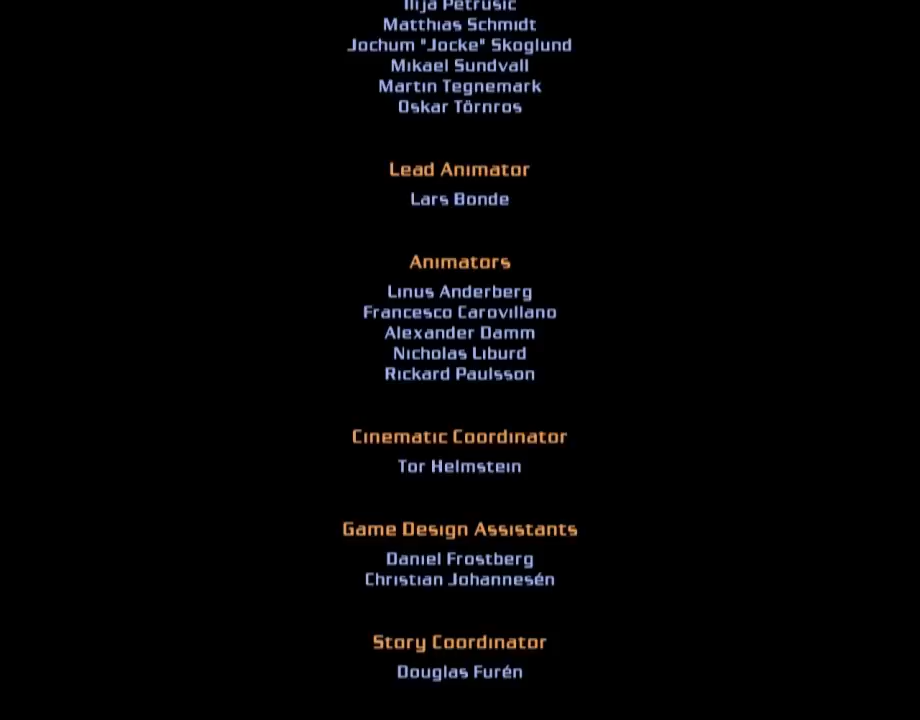 Ilija Petrusic
Matthias Schmidt
Jochum "Jocke" Skoglund
Mikael Sundvall
Martin Tegnemark
Oskar Törnros
Lead Animator
Lars Bonde
Animators
Linus Anderberg
Francesco Carovillano
Alexander Damm
Nicholas Liburd
Rickard Paulsson
Cinematic Coordinator
Tor Helmstein
Game Design Assistants
Daniel Frostberg
Christian Johannesén
Story Coordinator
Douglas Furén